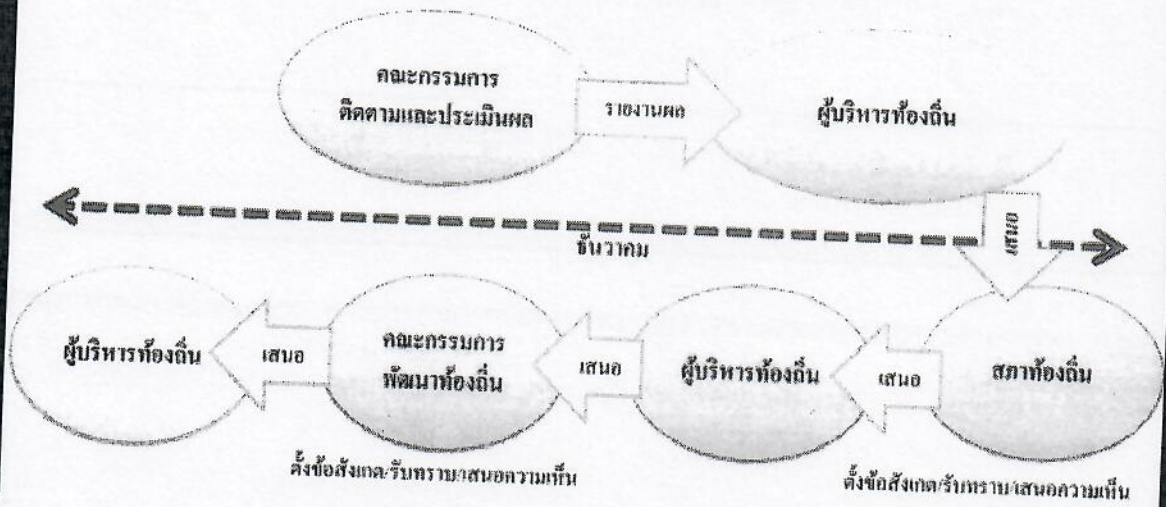 คณะกรรมการ
ติดตามและประเมินผล
รายงานผล
ผู้บริหารท้องถิ่น
เสนอ
ธันวาคม
ผู้บริหารท้องถิ่น
เสนอ
คณะกรรมการ
พัฒนาท้องถิ่น
เสนอ
ผู้บริหารท้องถิ่น
เสนอ
สภาท้องถิ่น
ตั้งข้อสังเกต/รับทราบ/เสนอความเห็น
ตั้งข้อสังเกต/รับทราบ/เสนอความเห็น